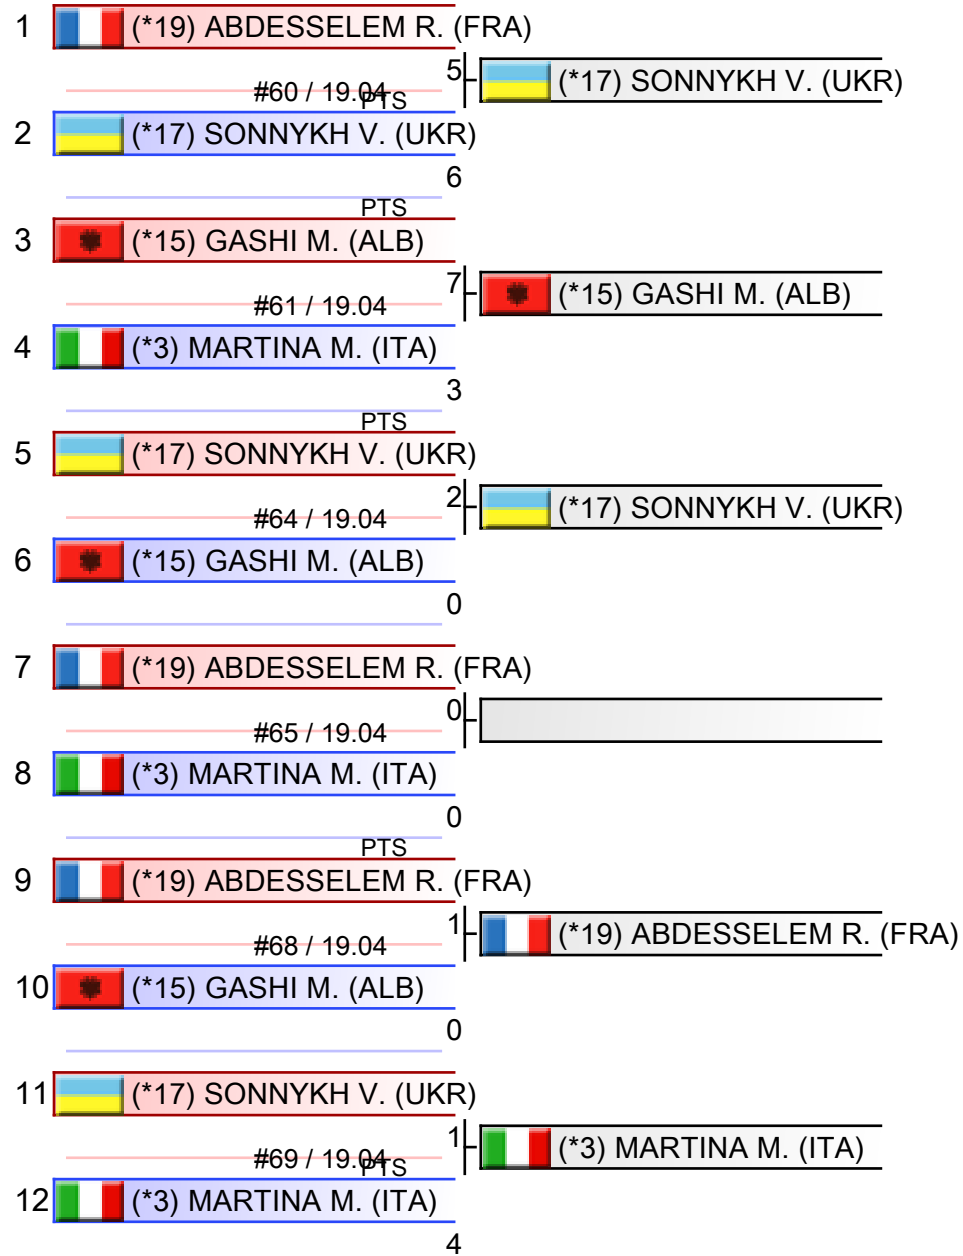 1 (*19) ABDESSELEM R. (FRA)
5
(*17) SONNYKH V. (UKR)
#60 / 19.04
PTS
2 (*17) SONNYKH V. (UKR)
6
PTS
3 (*15) GASHI M. (ALB)
7
(*15) GASHI M. (ALB)
#61 / 19.04
4 (*3) MARTINA M. (ITA)
3
PTS
5 (*17) SONNYKH V. (UKR)
2
(*17) SONNYKH V. (UKR)
#64 / 19.04
6 (*15) GASHI M. (ALB)
0
7 (*19) ABDESSELEM R. (FRA)
0
#65 / 19.04
8 (*3) MARTINA M. (ITA)
0
PTS
9 (*19) ABDESSELEM R. (FRA)
1
(*19) ABDESSELEM R. (FRA)
#68 / 19.04
10 (*15) GASHI M. (ALB)
0
11 (*17) SONNYKH V. (UKR)
1
(*3) MARTINA M. (ITA)
#69 / 19.04
PTS
12 (*3) MARTINA M. (ITA)
4